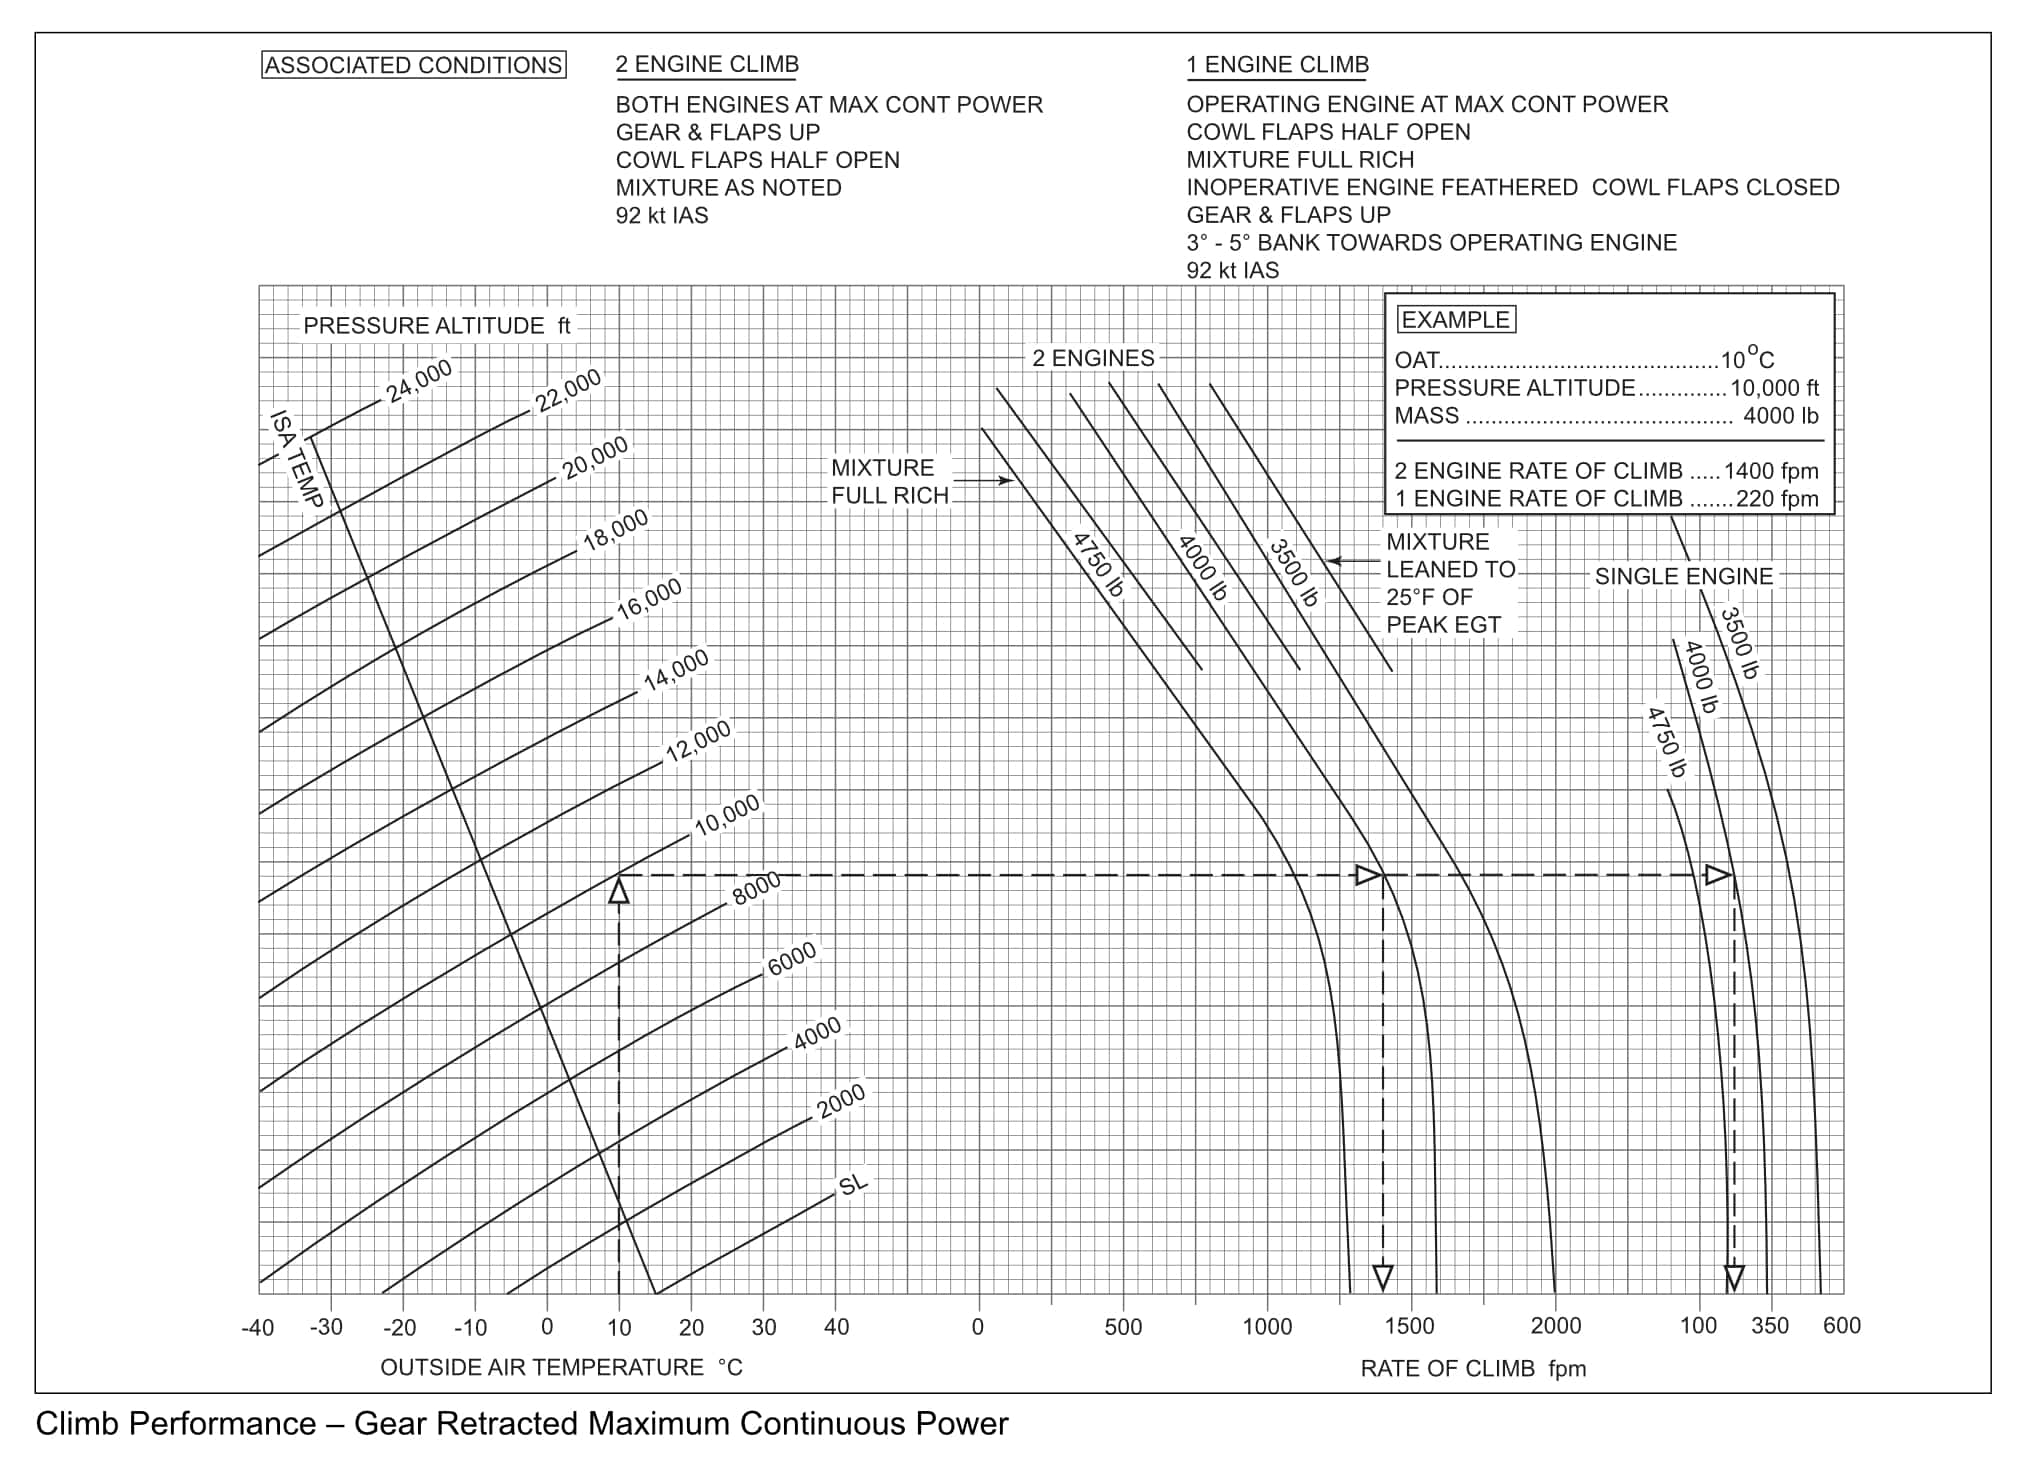 ASSOCIATED CONDITIONS
2 ENGINE CLIMB
BOTH ENGINES AT MAX CONT POWER
GEAR & FLAPS UP
COWL FLAPS HALF OPEN
MIXTURE AS NOTED
92 kt IAS
1 ENGINE CLIMB
OPERATING ENGINE AT MAX CONT POWER
COWL FLAPS HALF OPEN
MIXTURE FULL RICH
INOPERATIVE ENGINE FEATHERED COWL FLAPS CLOSED
GEAR & FLAPS UP
3° - 5° BANK TOWARDS OPERATING ENGINE
92 kt IAS
PRESSURE ALTITUDE ft
24,000
22,000
20,000
18,000
16,000
14,000
12,000
10,000
8000
6000
4000
2000
SL
ISA TEMP
2 ENGINES
MIXTURE
FULL RICH
4750 lb
4000 lb
3500 lb
EXAMPLE
OAT............................................10°C
PRESSURE ALTITUDE..............10,000 ft
MASS ......................................... 4000 lb
2 ENGINE RATE OF CLIMB .....1400 fpm
1 ENGINE RATE OF CLIMB .......220 fpm
MIXTURE
LEANED TO
25°F OF
PEAK EGT
SINGLE ENGINE
3500 lb
4000 lb
4750 lb
-40 -30 -20 -10 0 10 20 30 40 0 500 1000 1500 2000 100 350 600
OUTSIDE AIR TEMPERATURE °C
RATE OF CLIMB fpm
Climb Performance – Gear Retracted Maximum Continuous Power